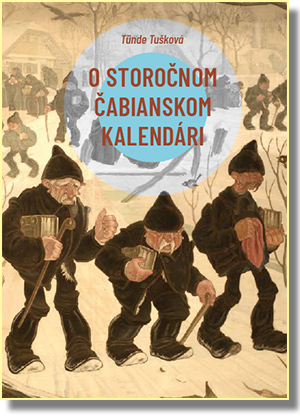 Tünde Tušková
O STOROČNOM
ČABIANSKOM
KALENDÁRI